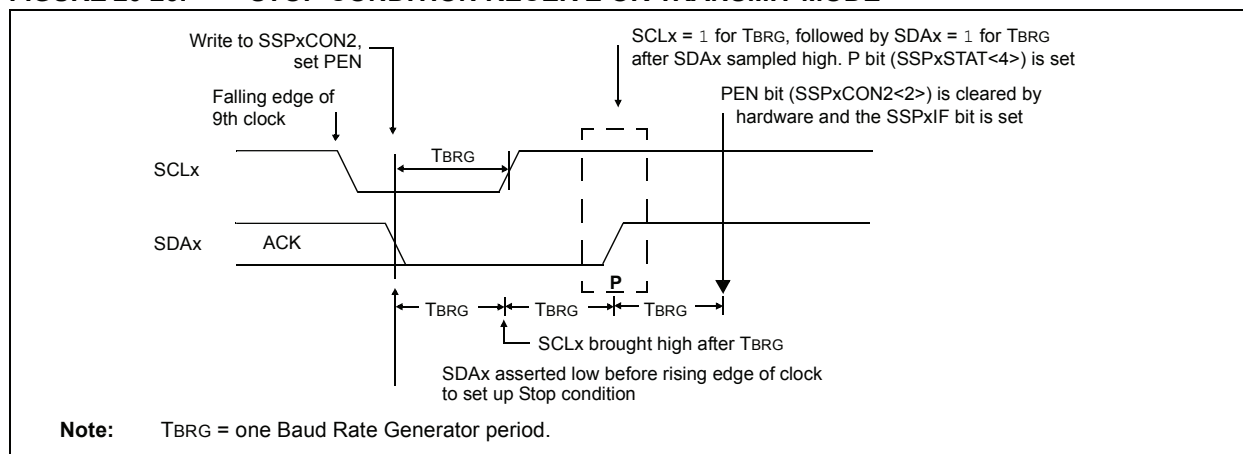 Write to SSPxCON2,
set PEN
SCLx = 1 for TBRG, followed by SDAx = 1 for TBRG
after SDAx sampled high. P bit (SSPxSTAT<4>) is set
Falling edge of
9th clock
PEN bit (SSPxCON2<2>) is cleared by
hardware and the SSPxIF bit is set
SCLx
TBRG
SDAx
ACK
P
TBRG
TBRG
TBRG
SCLx brought high after TBRG
SDAx asserted low before rising edge of clock
to set up Stop condition
Note: TBRG = one Baud Rate Generator period.